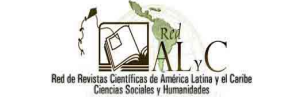 Red
ALyC
Red de Revistas Científicas de América Latina y el Caribe
Ciencias Sociales y Humanidades